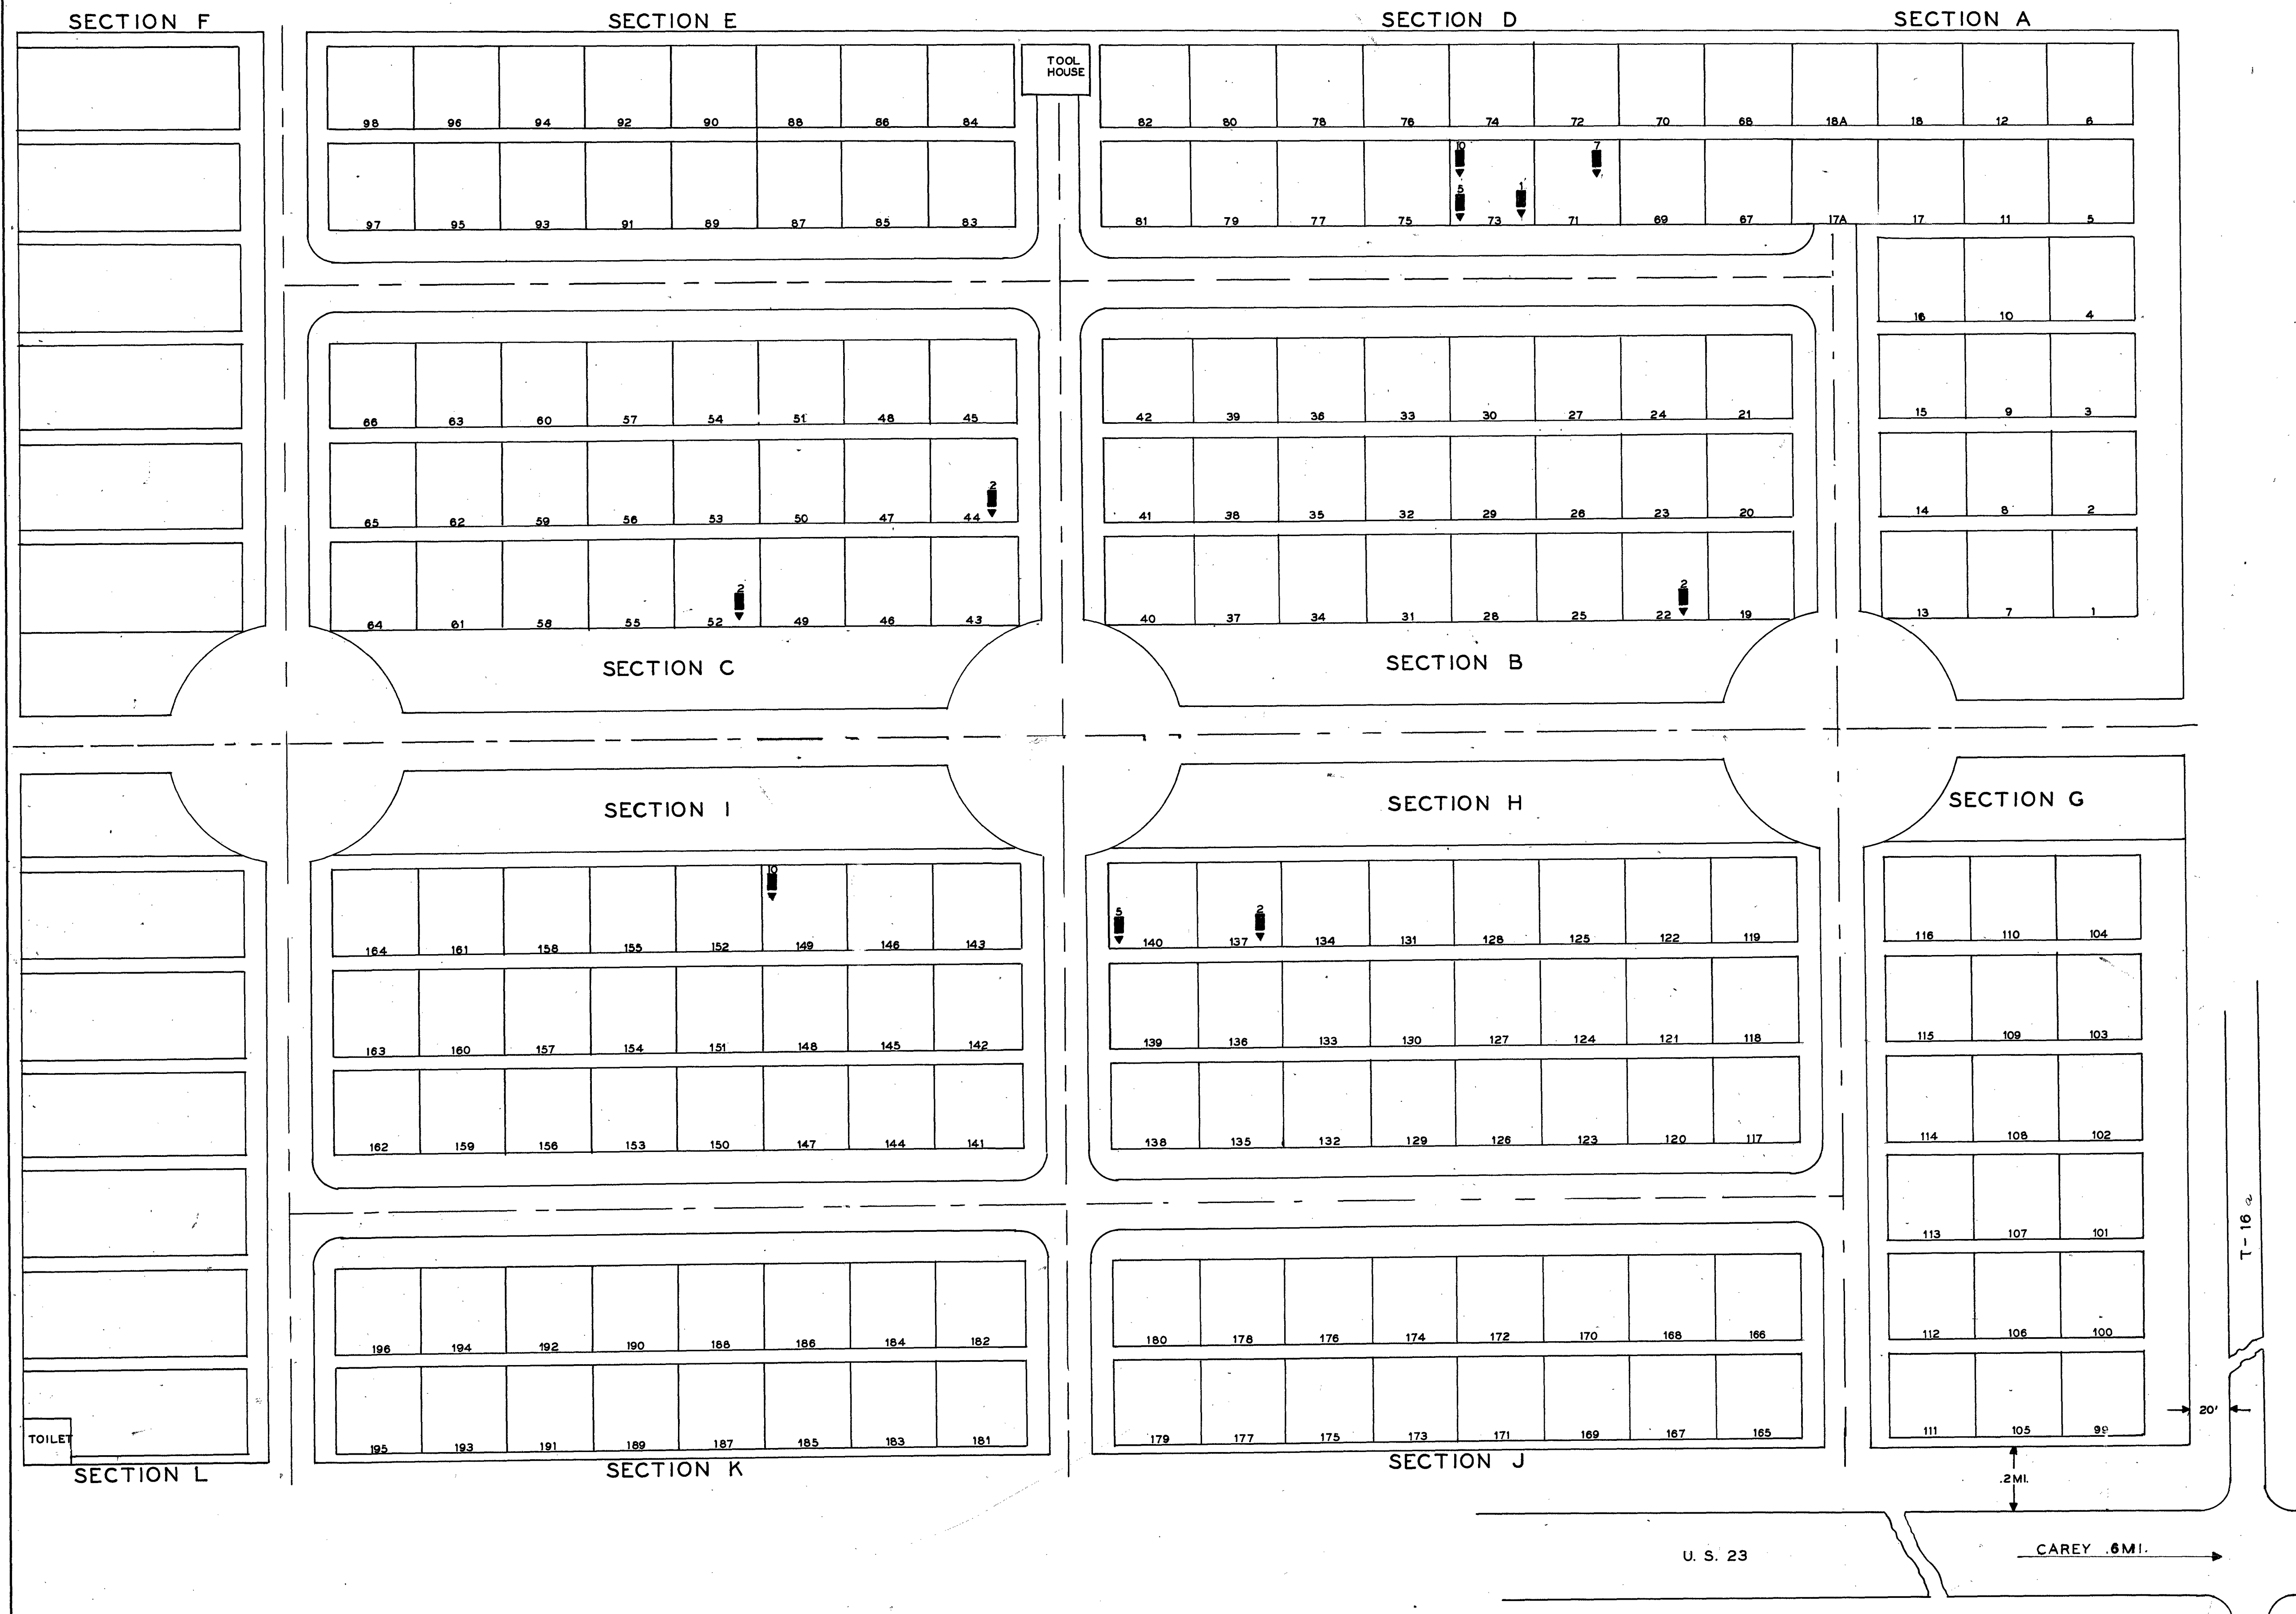 SECTION F SECTION E SECTION D SECTION A
TOOL
HOUSE
98 96 94 92 90 88 86 84 82 80 78 76 74 72 70 68 18A 18 12 6
10 7
5 1
97 95 93 91 89 87 85 83 81 79 77 75 73 71 69 67 17A 17 11 5
16 10 4
66 63 60 57 54 51 48 45 42 39 36 33 30 27 24 21 15 9 3
2
65 62 59 56 53 50 47 44 41 38 35 32 29 26 23 20 14 8 2
2 2
64 61 58 55 52 49 46 43 40 37 34 31 28 25 22 19 13 7 1
SECTION C SECTION B
SECTION I SECTION H SECTION G
10
5 2
164 161 158 155 152 149 146 143 140 137 134 131 128 125 122 119 116 110 104
163 160 157 154 151 148 145 142 139 136 133 130 127 124 121 118 115 109 103
162 159 156 153 150 147 144 141 138 135 132 129 126 123 120 117 114 108 102
113 107 101
T-16
196 194 192 190 188 186 184 182 180 178 176 174 172 170 168 166 112 106 100
20'
195 193 191 189 187 185 183 181 179 177 175 173 171 169 167 165 111 105 99
TOILET
SECTION L SECTION K SECTION J
.2MI.
U. S. 23 CAREY .6MI.